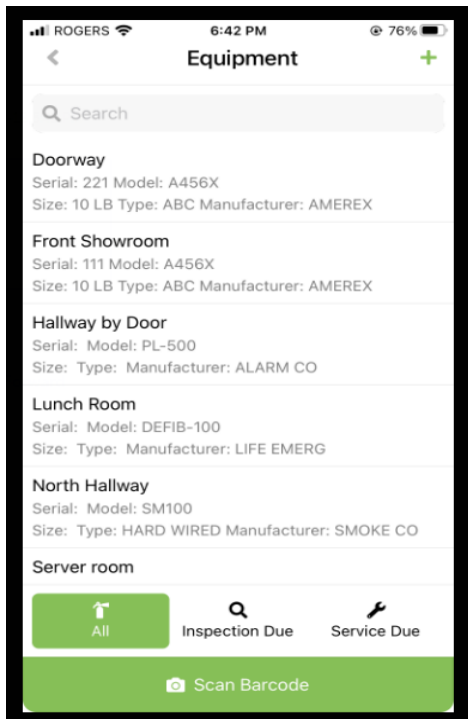 ROGERS 6:42 PM 76%
Equipment +
Search
Doorway
Serial: 221 Model: A456X
Size: 10 LB Type: ABC Manufacturer: AMEREX
Front Showroom
Serial: 111 Model: A456X
Size: 10 LB Type: ABC Manufacturer: AMEREX
Hallway by Door
Serial: Model: PL-500
Size: Type: Manufacturer: ALARM CO
Lunch Room
Serial: Model: DEFIB-100
Size: Type: Manufacturer: LIFE EMERG
North Hallway
Serial: Model: SM100
Size: Type: HARD WIRED Manufacturer: SMOKE CO
Server room
All Inspection Due Service Due
Scan Barcode